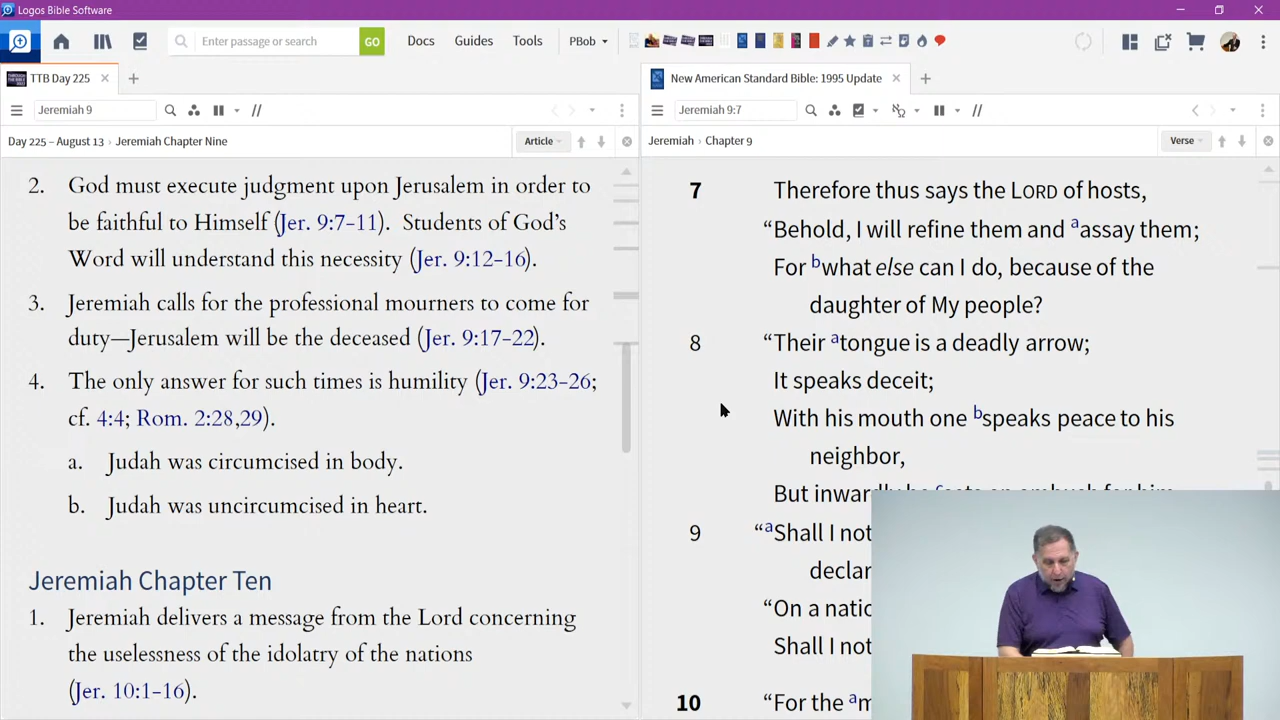 Logos Bible Software
Enter passage or search
GO
Docs
Guides
Tools
PBob
TTB Day 225
New American Standard Bible: 1995 Update
Jeremiah 9
Jeremiah 9:7
Day 225 – August 13 › Jeremiah Chapter Nine
Article
Jeremiah › Chapter 9
Verse
2. God must execute judgment upon Jerusalem in order to
be faithful to Himself (Jer. 9:7-11). Students of God's
Word will understand this necessity (Jer. 9:12-16).
3. Jeremiah calls for the professional mourners to come for
duty—Jerusalem will be the deceased (Jer. 9:17-22).
4. The only answer for such times is humility (Jer. 9:23-26;
cf. 4:4; Rom. 2:28,29).
a. Judah was circumcised in body.
b. Judah was uncircumcised in heart.
Jeremiah Chapter Ten
1. Jeremiah delivers a message from the Lord concerning
the uselessness of the idolatry of the nations
(Jer. 10:1-16).
7 Therefore thus says the LORD of hosts,
“Behold, I will refine them and aassay them;
For bwhat else can I do, because of the
daughter of My people?
8 “Their atongue is a deadly arrow;
It speaks deceit;
With his mouth one bspeaks peace to his
neighbor,
But inwardly
9 “aShall I not
declar
“On a natio
Shall I not
10 “For the am